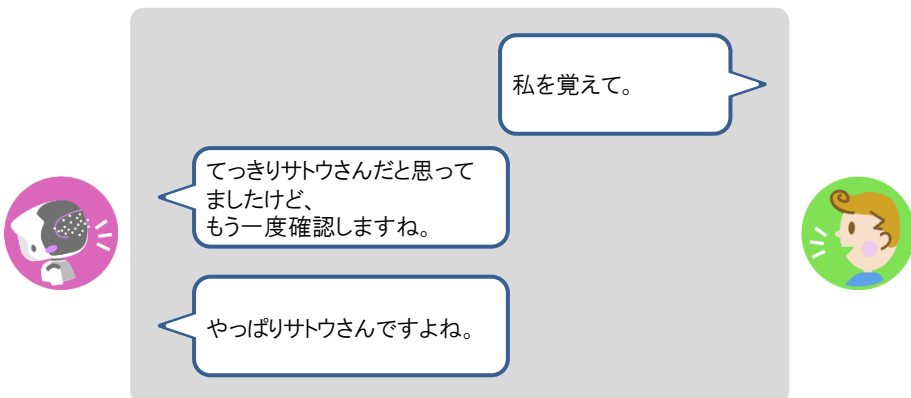 私を覚えて。
てっきりサトウさんだと思って
ましたけど、
もう一度確認しますね。
やっぱりサトウさんですよね。